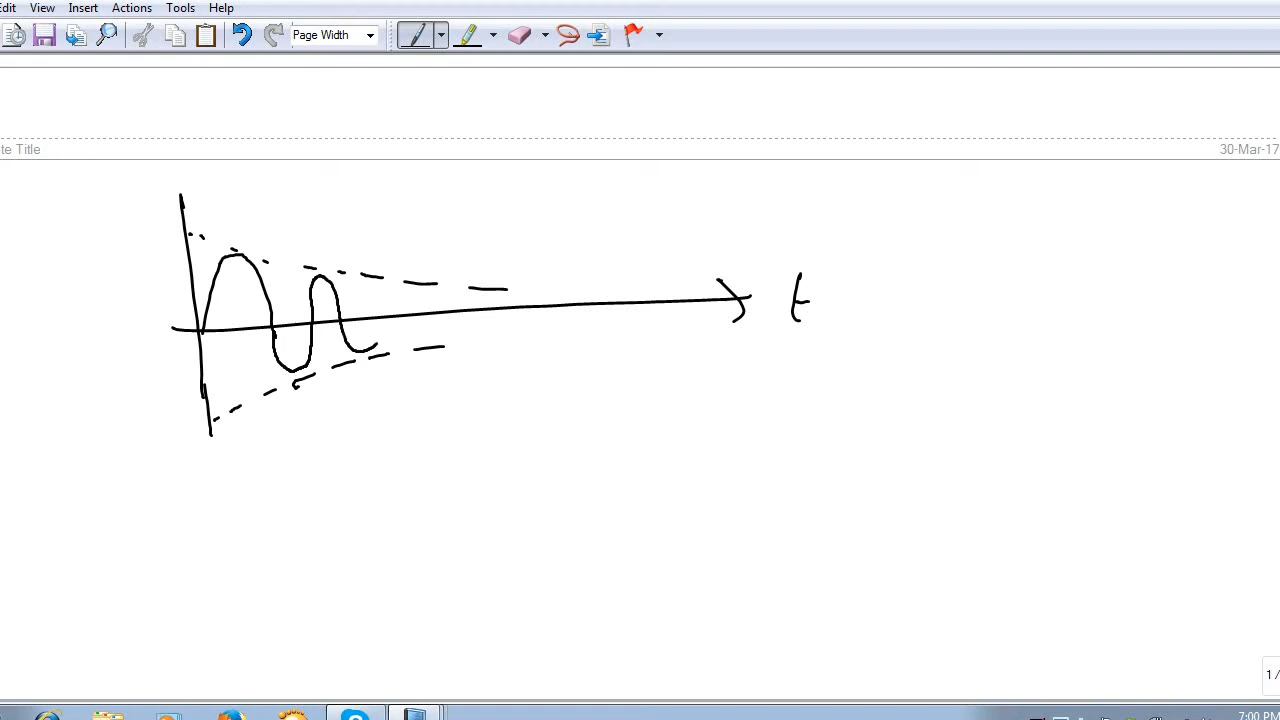 Edit View Insert Actions Tools Help
Page Width
te Title 30-Mar-17
t
1/
7:00 PM